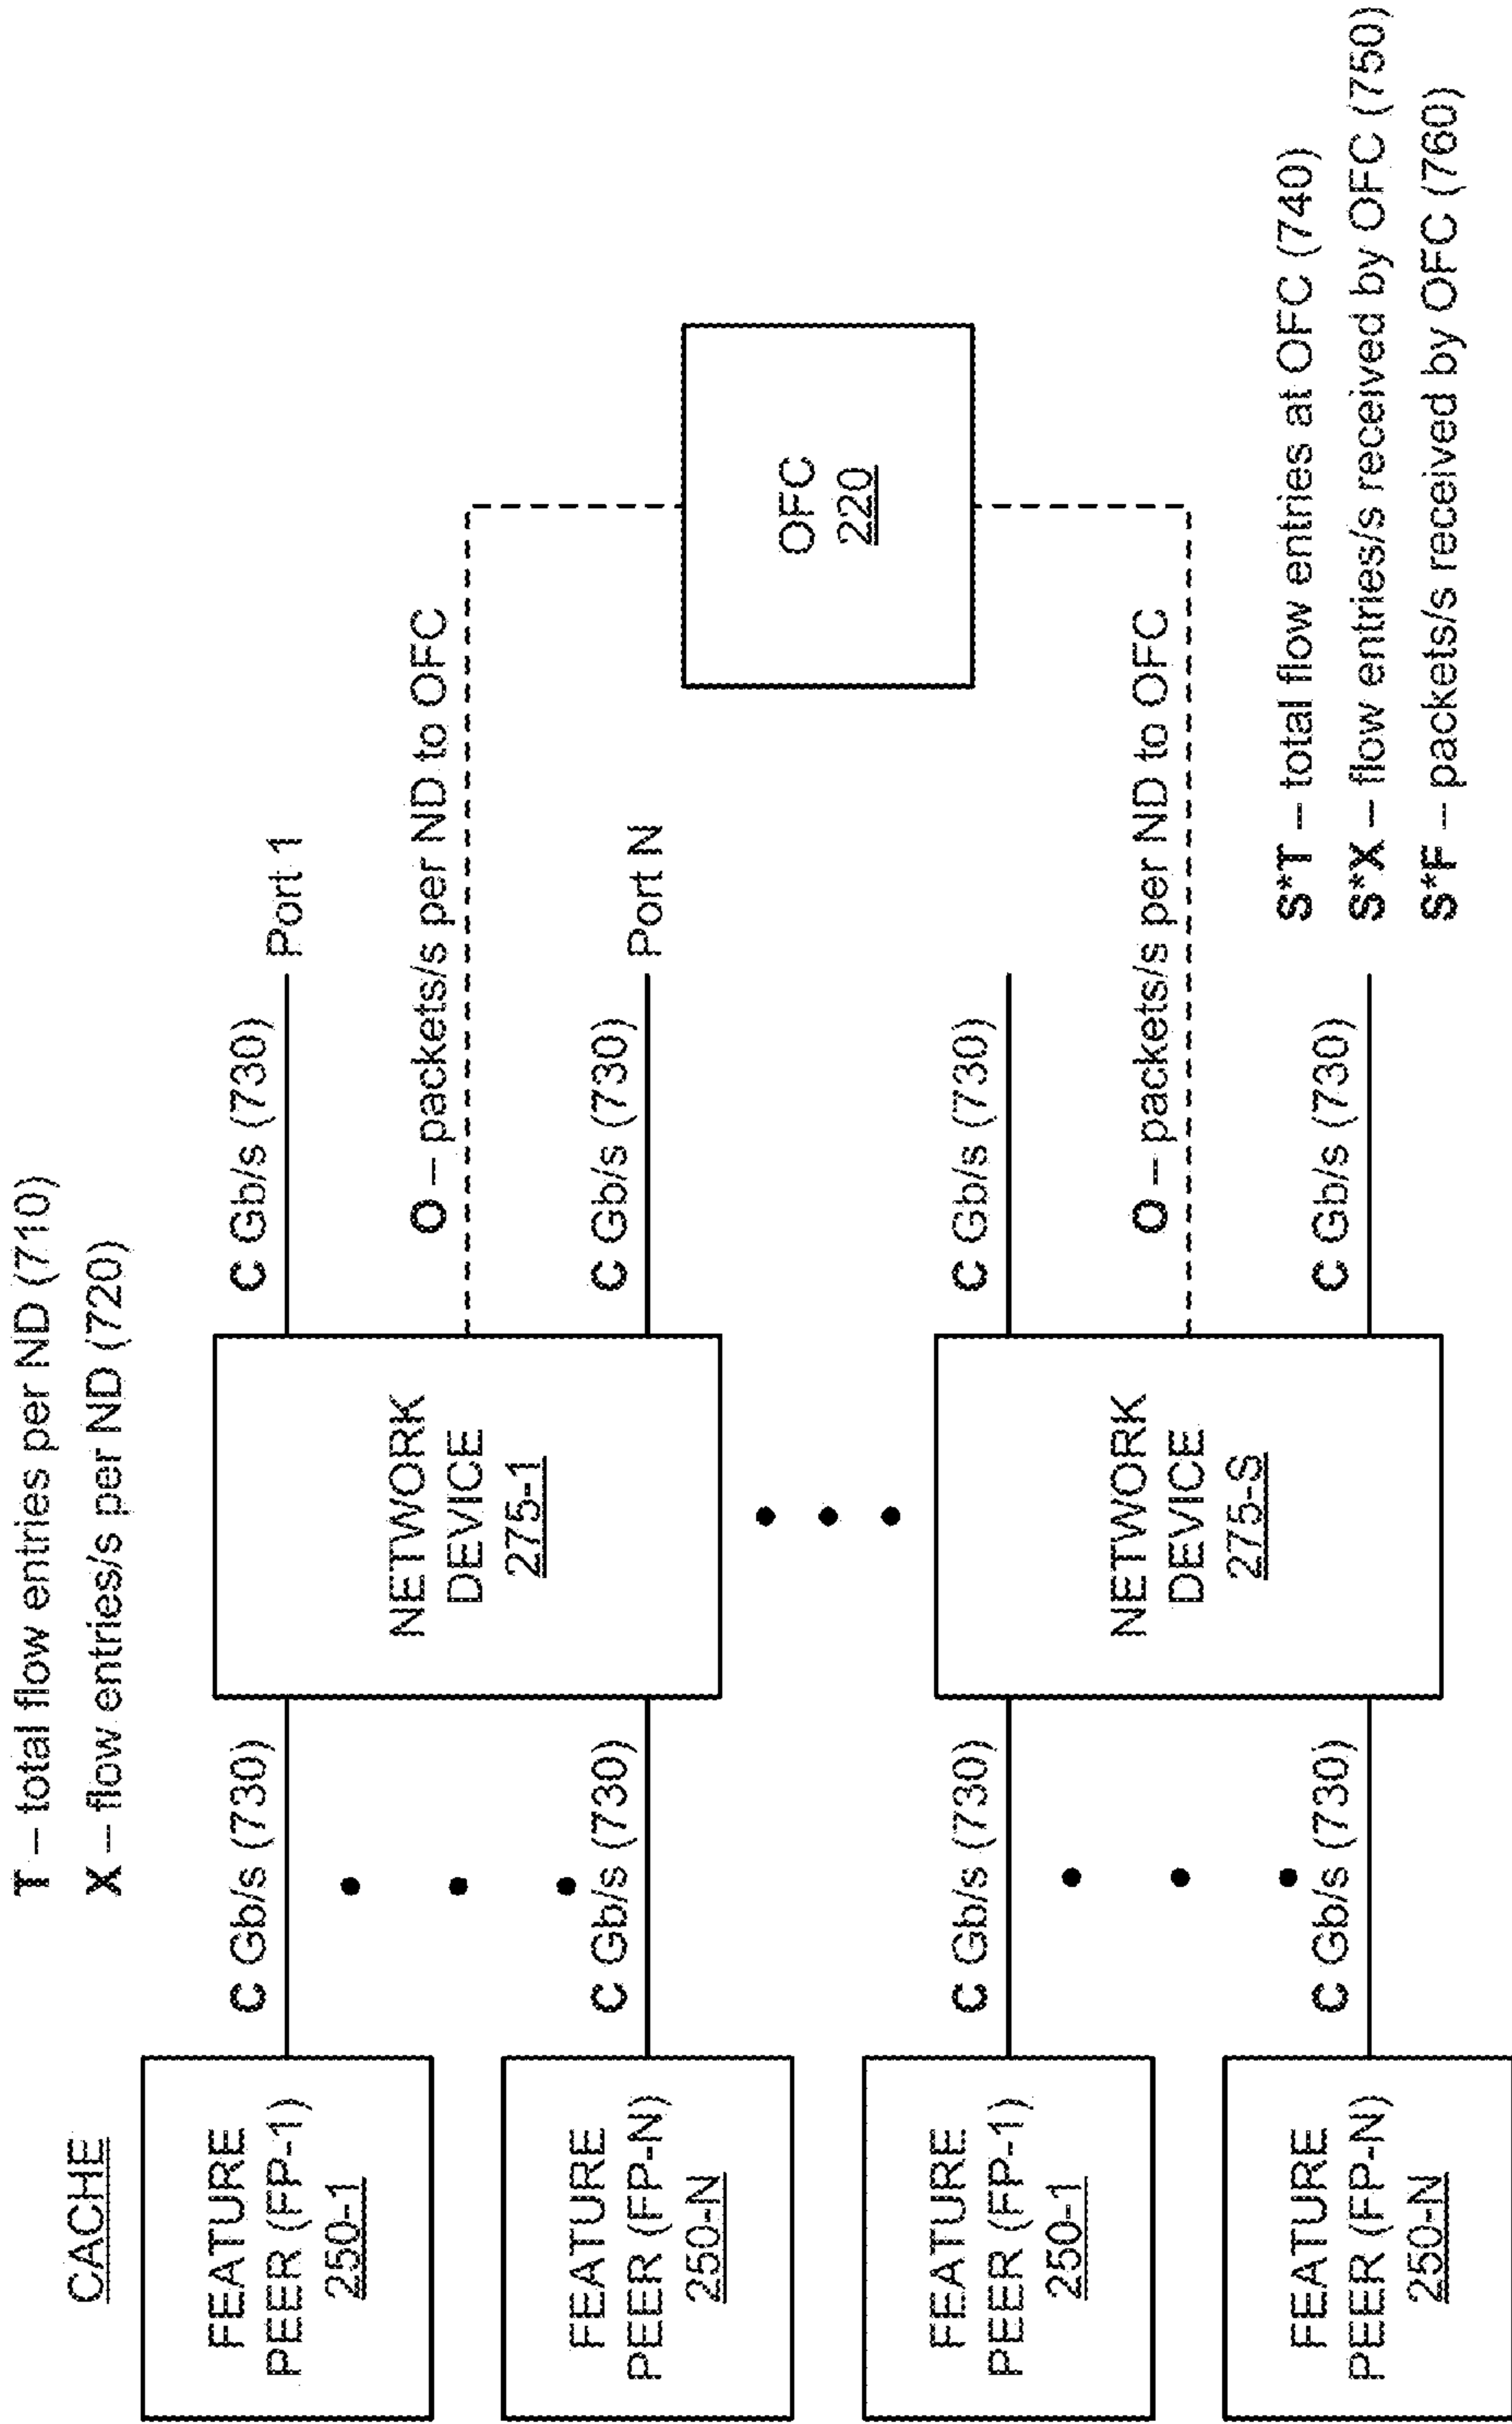 T – total flow entries per ND (710)
X – flow entries/s per ND (720)
CACHE
FEATURE
PEER (FP-1)
250-1
C Gb/s (730)
C Gb/s (730)
Port 1
NETWORK
DEVICE
275-1
O – packets/s per ND to OFC
FEATURE
PEER (FP-N)
250-N
C Gb/s (730)
C Gb/s (730)
Port N
OFC
220
FEATURE
PEER (FP-1)
250-1
C Gb/s (730)
C Gb/s (730)
NETWORK
DEVICE
275-S
O – packets/s per ND to OFC
FEATURE
PEER (FP-N)
250-N
C Gb/s (730)
C Gb/s (730)
S*T – total flow entries at OFC (740)
S*X – flow entries/s received by OFC (750)
S*F – packets/s received by OFC (760)